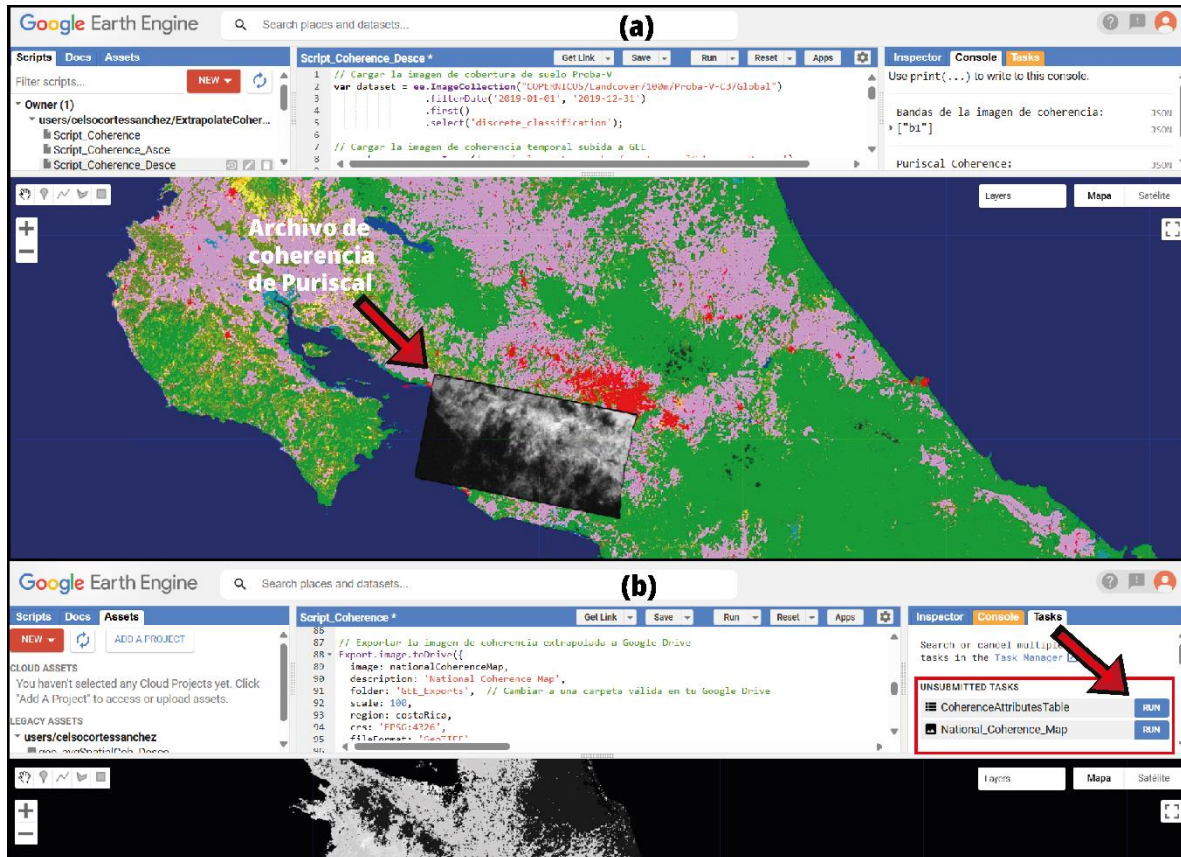 Google Earth Engine
Search places and datasets...
(a)
Scripts Docs Assets
Filter scripts...
NEW
Owner (1)
users/celsocortessanchez/ExtrapolateCoher...
Script_Coherence
Script_Coherence_Asce
Script_Coherence_Desce
Script_Coherence_Desce *
Get Link Save Run Reset Apps
1 // Cargar la imagen de cobertura de suelo Proba-V
2 var dataset = ee.ImageCollection("COPERNICUS/Landcover/100m/Proba-V-C3/Global")
3 .filterDate('2019-01-01', '2019-12-31')
4 .first()
5 .select('discrete_classification');
6
7 // Cargar la imagen de coherencia temporal subida a GEE
8
Inspector Console Tasks
Use print(...) to write to this console.
Bandas de la imagen de coherencia: JSON
["b1"] JSON
Puriscal Coherence: JSON
Layers Mapa Satélite
+
−
Archivo de
coherencia
de Puriscal
Google Earth Engine
Search places and datasets...
(b)
Scripts Docs Assets
NEW ADD A PROJECT
CLOUD ASSETS
You haven't selected any Cloud Projects yet. Click
"Add A Project" to access or upload assets.
LEGACY ASSETS
users/celsocortessanchez
Script_Coherence *
Get Link Save Run Reset Apps
86
87 // Exportar la imagen de coherencia extrapolada a Google Drive
88 Export.image.toDrive({
89 image: nationalCoherenceMap,
90 description: 'National Coherence Map',
91 folder: 'GEE_Exports', // Cambiar a una carpeta válida en tu Google Drive
92 scale: 100,
93 region: costaRica,
94 crs: 'EPSG:4326',
95 fileFormat: 'GeoTIFF'
96
Inspector Console Tasks
Search or cancel multiple
tasks in the Task Manager
UNSUBMITTED TASKS
CoherenceAttributesTable RUN
National_Coherence_Map RUN
Layers Mapa Satélite
+
−